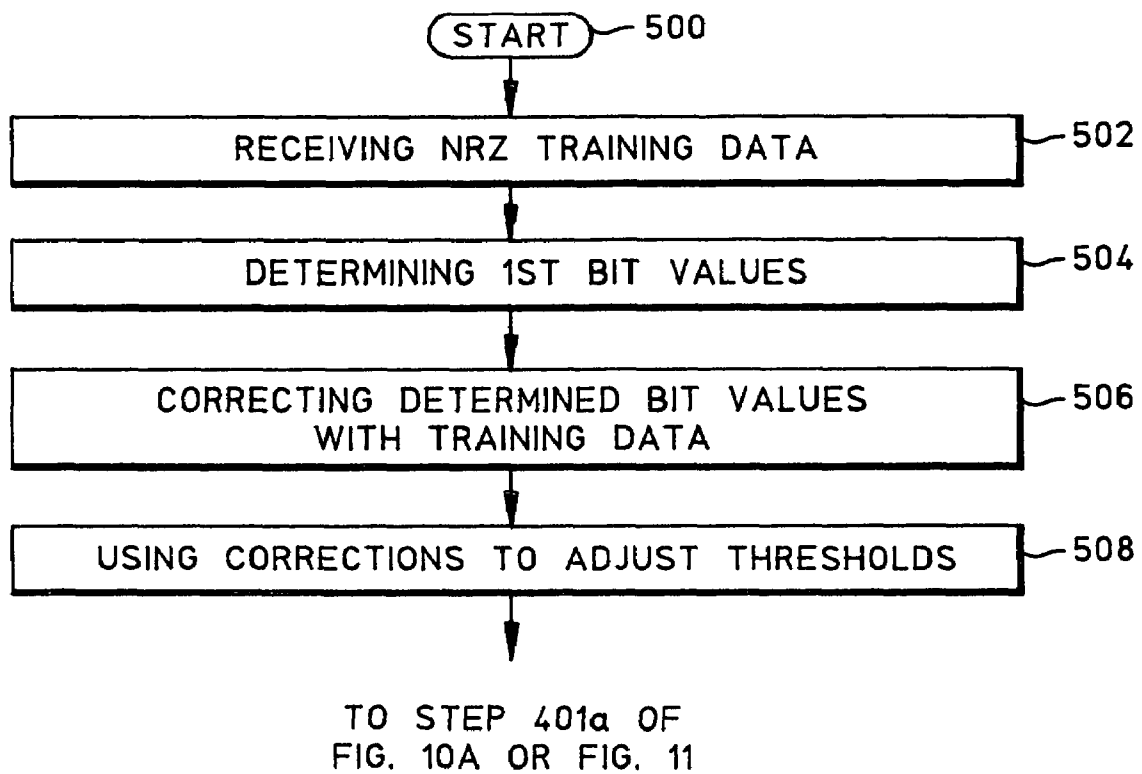 START 500
RECEIVING NRZ TRAINING DATA 502
DETERMINING 1ST BIT VALUES 504
CORRECTING DETERMINED BIT VALUES
WITH TRAINING DATA 506
USING CORRECTIONS TO ADJUST THRESHOLDS 508
TO STEP 401a OF
FIG. 10A OR FIG. 11